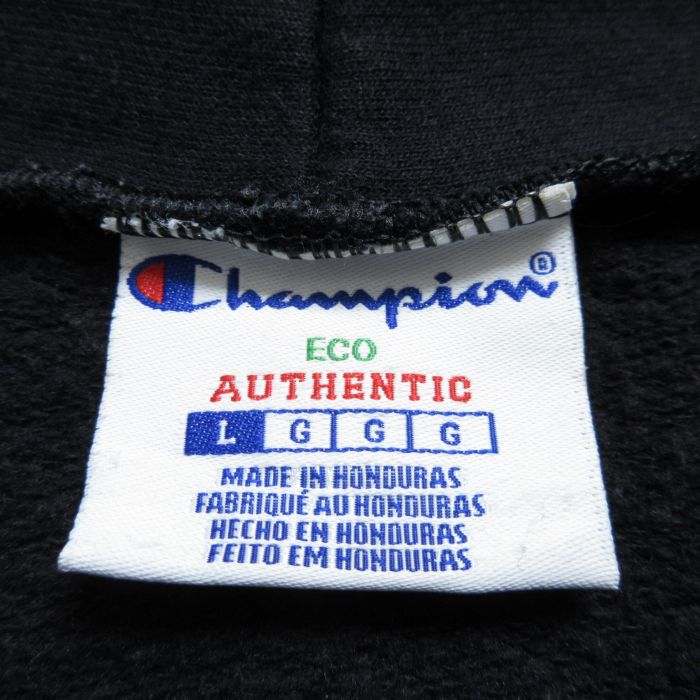 Champion®
ECO
AUTHENTIC
L G G G
MADE IN HONDURAS
FABRIQUÉ AU HONDURAS
HECHO EN HONDURAS
FEITO EM HONDURAS